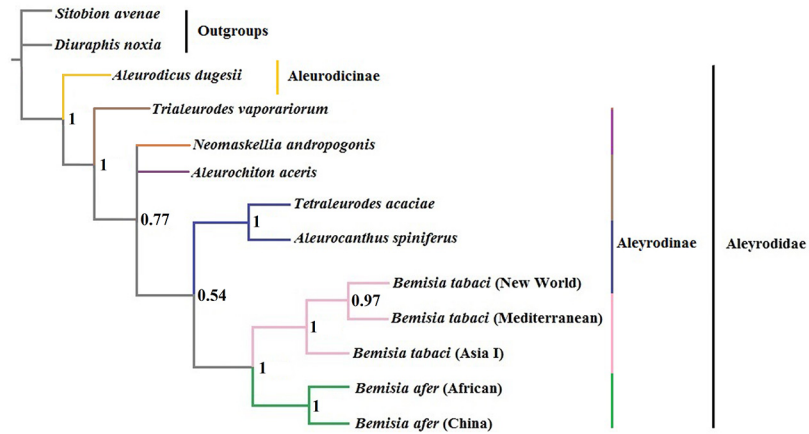 Sitobion avenae
Diuraphis noxia
Outgroups
Aleurodicus dugesii
Aleurodicinae
1
Trialeurodes vaporariorum
1
Neomaskellia andropogonis
Aleurochiton aceris
0.77
Tetraleurodes acaciae
1
Aleurocanthus spiniferus
Aleyrodinae
Aleyrodidae
0.54
Bemisia tabaci (New World)
0.97
Bemisia tabaci (Mediterranean)
1
Bemisia tabaci (Asia I)
1
Bemisia afer (African)
1
Bemisia afer (China)